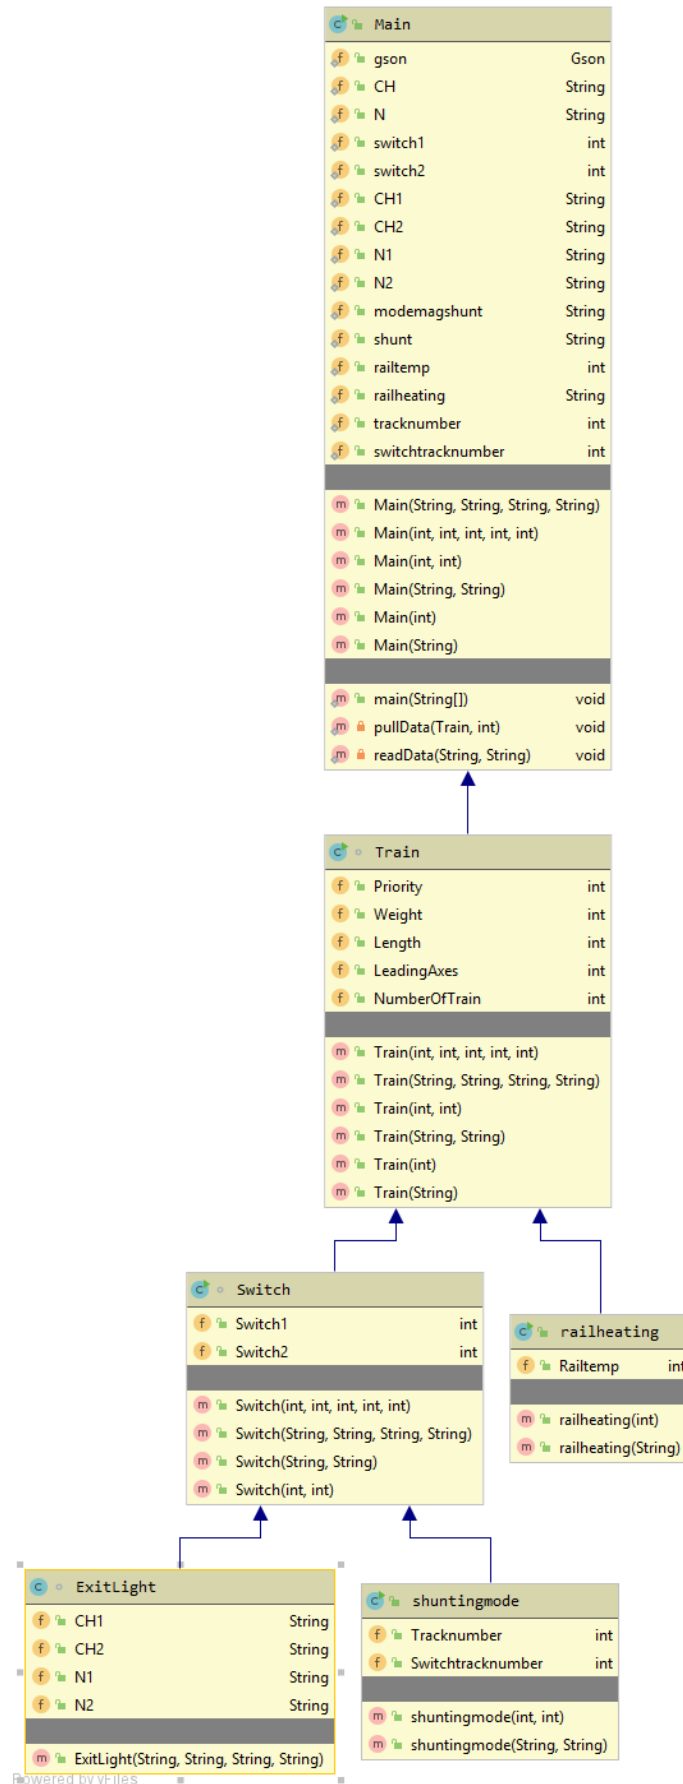 Main
gson Gson
CH String
N String
switch1 int
switch2 int
CH1 String
CH2 String
N1 String
N2 String
modemagshunt String
shunt String
railtemp int
railheating String
tracknumber int
switchtracknumber int
Main(String, String, String, String)
Main(int, int, int, int, int)
Main(int, int)
Main(String, String)
Main(int)
Main(String)
main(String[]) void
pullData(Train, int) void
readData(String, String) void
Train
Priority int
Weight int
Length int
LeadingAxes int
NumberOfTrain int
Train(int, int, int, int, int)
Train(String, String, String, String)
Train(int, int)
Train(String, String)
Train(int)
Train(String)
Switch
Switch1 int
Switch2 int
Switch(int, int, int, int, int)
Switch(String, String, String, String)
Switch(String, String)
Switch(int, int)
railheating
Railtemp int
railheating(int)
railheating(String)
ExitLight
CH1 String
CH2 String
N1 String
N2 String
ExitLight(String, String, String, String)
shuntingmode
Tracknumber int
Switchtracknumber int
shuntingmode(int, int)
shuntingmode(String, String)
Powered by yFiles